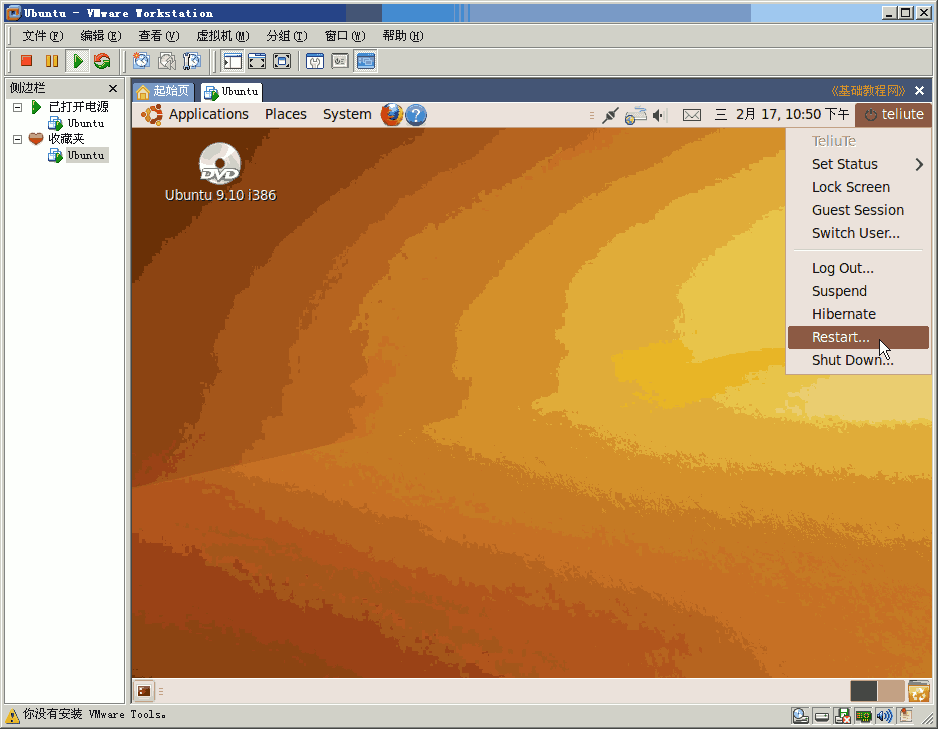 Ubuntu - VMware Workstation
文件(F) 编辑(E) 查看(V) 虚拟机(M) 分组(T) 窗口(W) 帮助(H)
侧边栏
已打开电源
Ubuntu
收藏夹
Ubuntu
起始页 Ubuntu 《基础教程网》
Applications Places System 三 2月 17, 10:50 下午 teliute
DVD
Ubuntu 9.10 i386
TeliuTe
Set Status
Lock Screen
Guest Session
Switch User...
Log Out...
Suspend
Hibernate
Restart...
Shut Down...
你没有安装 VMware Tools。